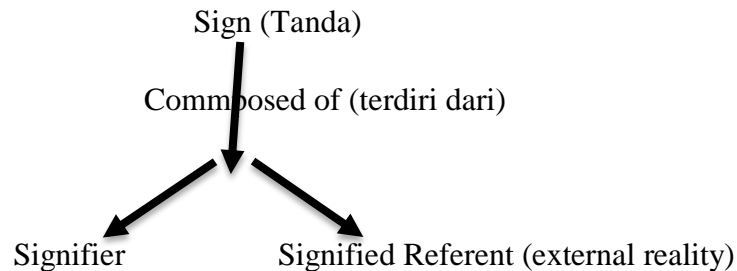 Sign (Tanda)
Commposed of (terdiri dari)
Signifier Signified Referent (external reality)